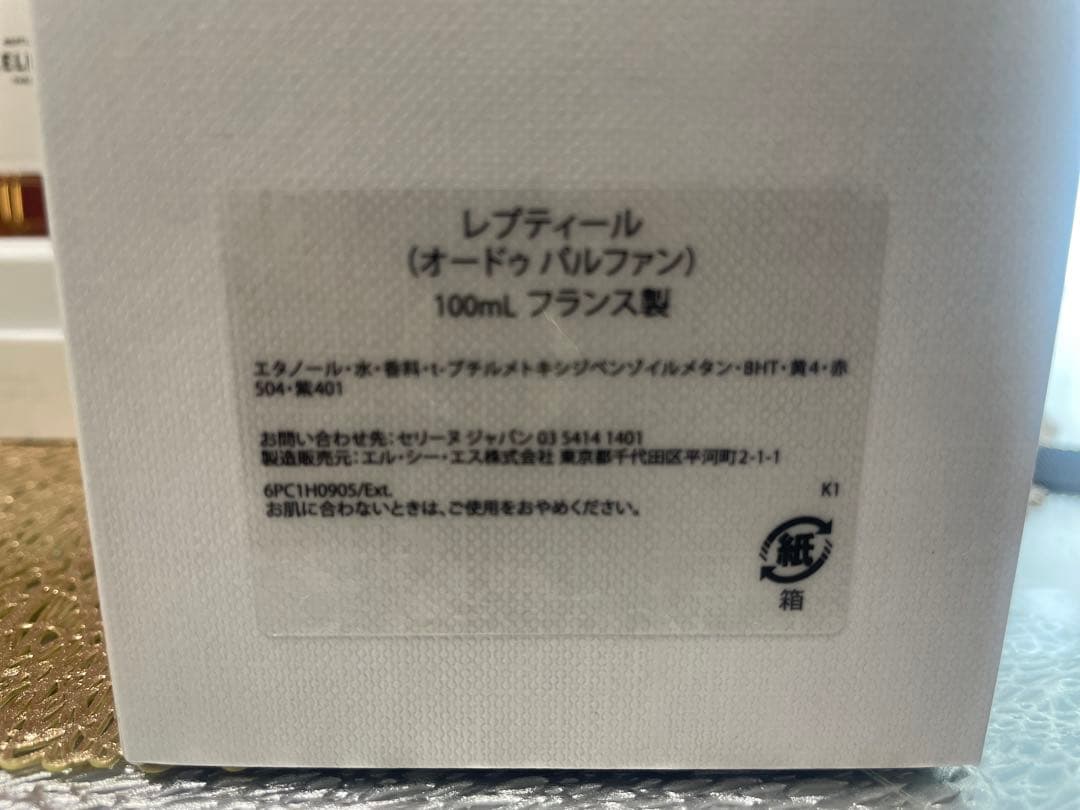 レプティール
（オードゥ パルファン）
100mL フランス製
エタノール・水・香料・t-ブチルメトキシジベンゾイルメタン・BHT・黄4・赤
504・紫401
お問い合わせ先：セリーヌ ジャパン 03 5414 1401
製造販売元：エル・シー・エス株式会社 東京都千代田区平河町2-1-1
6PC1H0905/Ext.
K1
お肌に合わないときは、ご使用をおやめください。
紙
箱